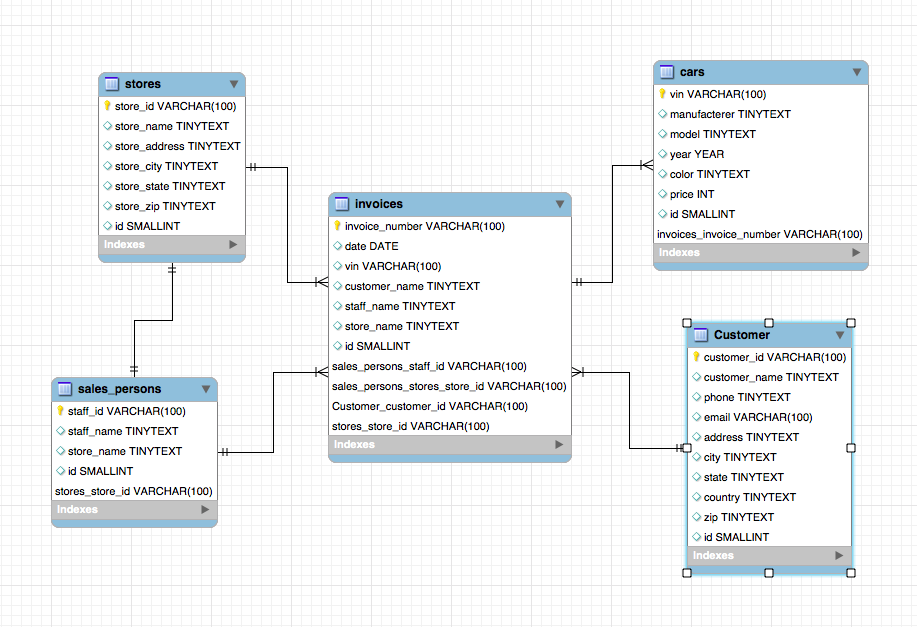 stores
store_id VARCHAR(100)
store_name TINYTEXT
store_address TINYTEXT
store_city TINYTEXT
store_state TINYTEXT
store_zip TINYTEXT
id SMALLINT
Indexes
cars
vin VARCHAR(100)
manufacterer TINYTEXT
model TINYTEXT
year YEAR
color TINYTEXT
price INT
id SMALLINT
invoices_invoice_number VARCHAR(100)
Indexes
invoices
invoice_number VARCHAR(100)
date DATE
vin VARCHAR(100)
customer_name TINYTEXT
staff_name TINYTEXT
store_name TINYTEXT
id SMALLINT
sales_persons_staff_id VARCHAR(100)
sales_persons_stores_store_id VARCHAR(100)
Customer_customer_id VARCHAR(100)
stores_store_id VARCHAR(100)
Indexes
sales_persons
staff_id VARCHAR(100)
staff_name TINYTEXT
store_name TINYTEXT
id SMALLINT
stores_store_id VARCHAR(100)
Indexes
Customer
customer_id VARCHAR(100)
customer_name TINYTEXT
phone TINYTEXT
email VARCHAR(100)
address TINYTEXT
city TINYTEXT
state TINYTEXT
country TINYTEXT
zip TINYTEXT
id SMALLINT
Indexes